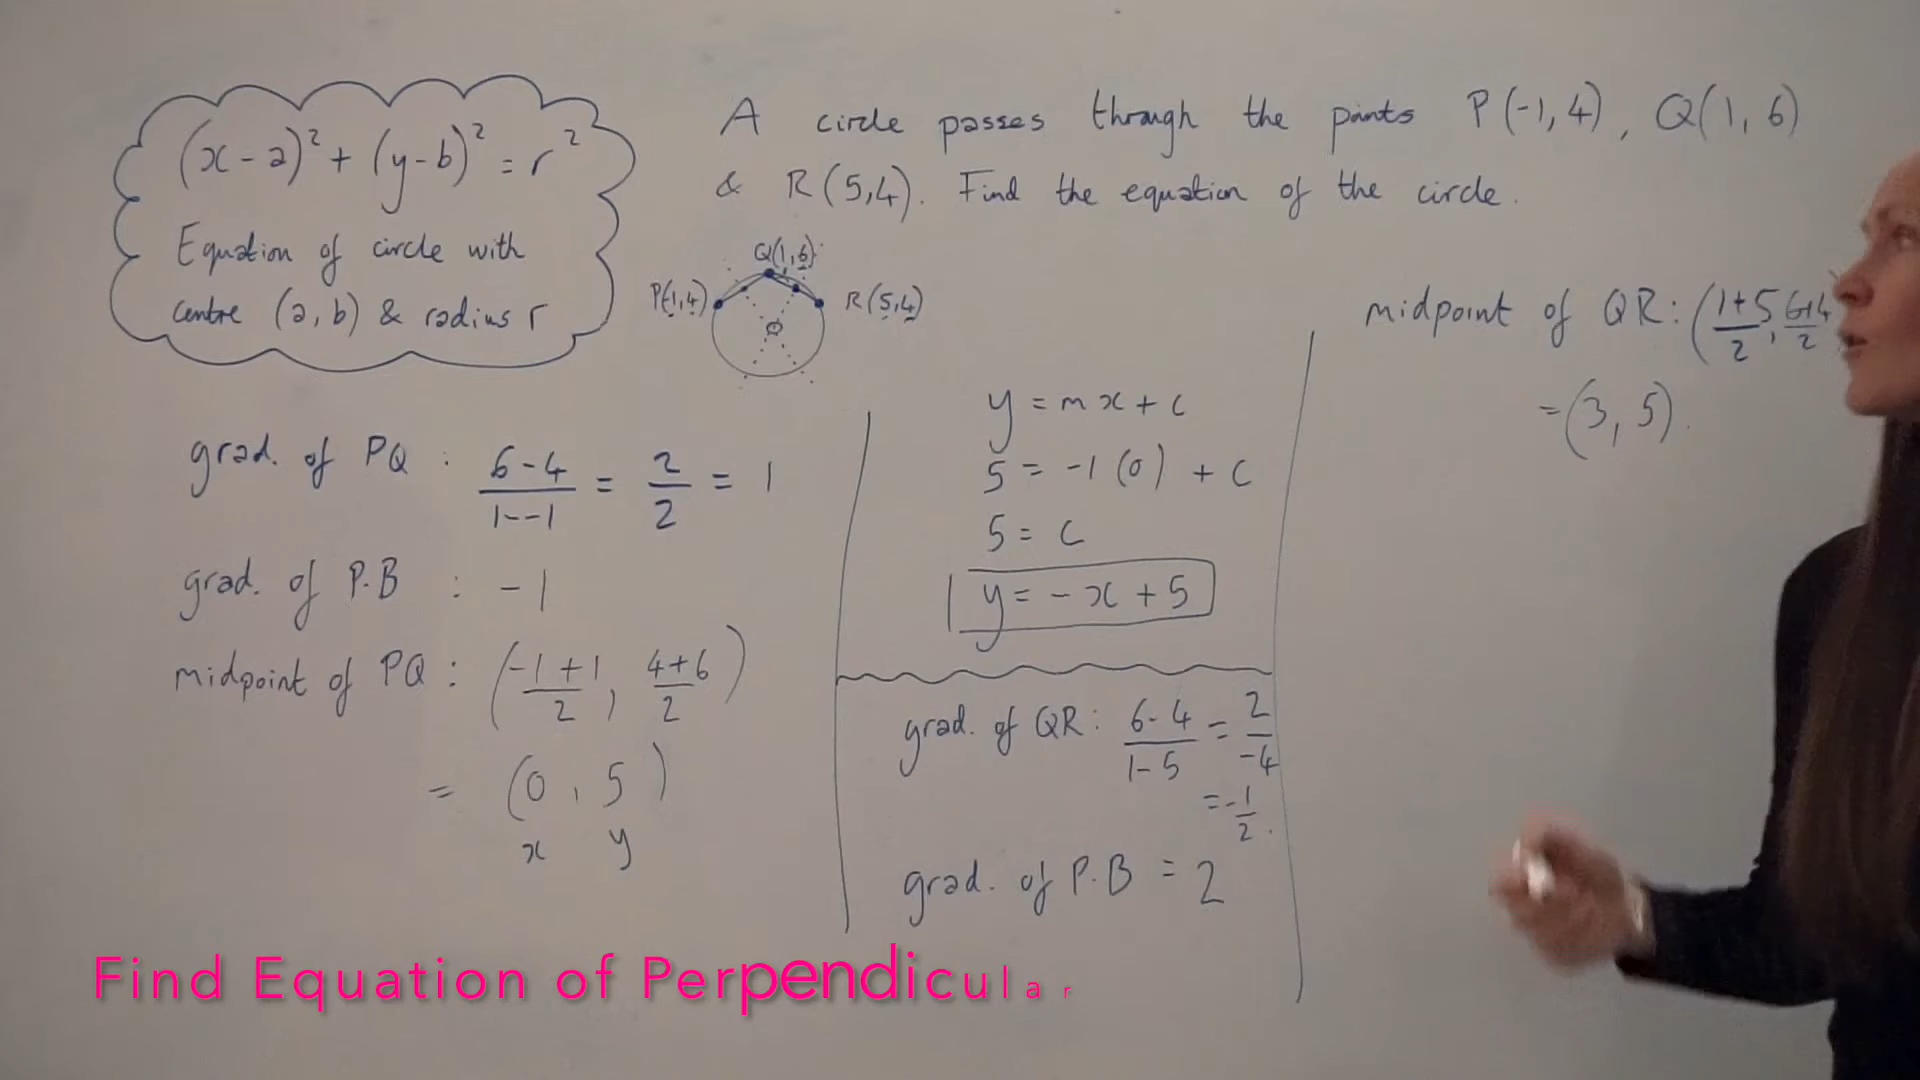 (x-a)² + (y-b)² = r²
Equation of circle with
centre (a, b) & radius r
A circle passes through the points P(-1, 4), Q(1, 6)
& R(5,4). Find the equation of the circle.
Q(1,6)
P(-1,4)
R(5,4)
grad. of PQ : 6-4/1--1 = 2/2 = 1
grad. of P.B : -1
midpoint of PQ : (-1+1/2, 4+6/2)
= (0, 5)
x y
y = mx + c
5 = -1(0) + c
5 = c
y = -x + 5
grad. of QR: 6-4/1-5 = 2/-4
= -1/2.
grad. of P.B = 2
midpoint of QR: (1+5/2, 6+4/2)
= (3, 5).
Find Equation of Perpendicular